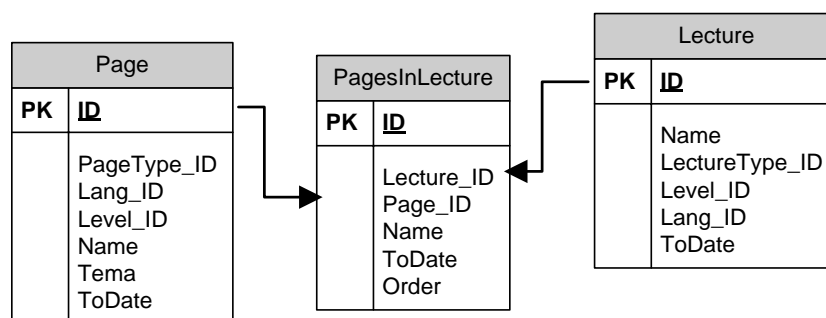 Page
PK ID
PageType_ID
Lang_ID
Level_ID
Name
Tema
ToDate
PagesInLecture
PK ID
Lecture_ID
Page_ID
Name
ToDate
Order
Lecture
PK ID
Name
LectureType_ID
Level_ID
Lang_ID
ToDate